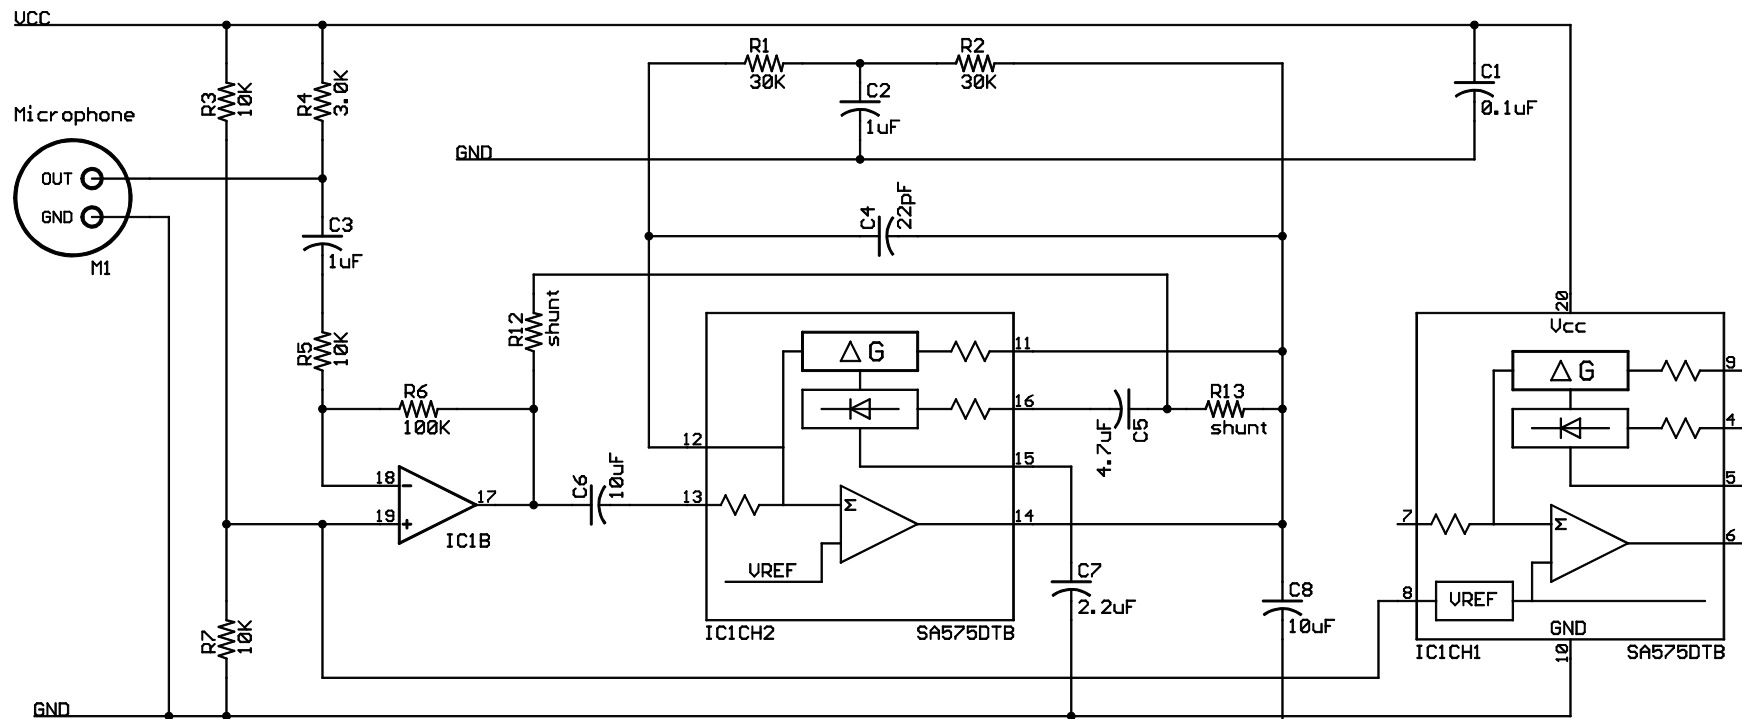 VCC
R1
30K
R2
30K
C1
0.1uF
R3
10K
R4
3.0K
C2
1uF
Microphone
GND
OUT
GND
M1
C3
1uF
C4
22pF
R12
shunt
20
Vcc
R5
10K
△ G
11
△ G
9
R6
100K
16
4.7uF
C5
R13
shunt
4
12
15
18
-
17
C6
10uF
13
Σ
14
5
19
+
IC1B
7
Σ
6
VREF
C7
2.2uF
C8
10uF
8
VREF
R7
10K
IC1CH2
SA575DTB
GND
10
IC1CH1
SA575DTB
GND